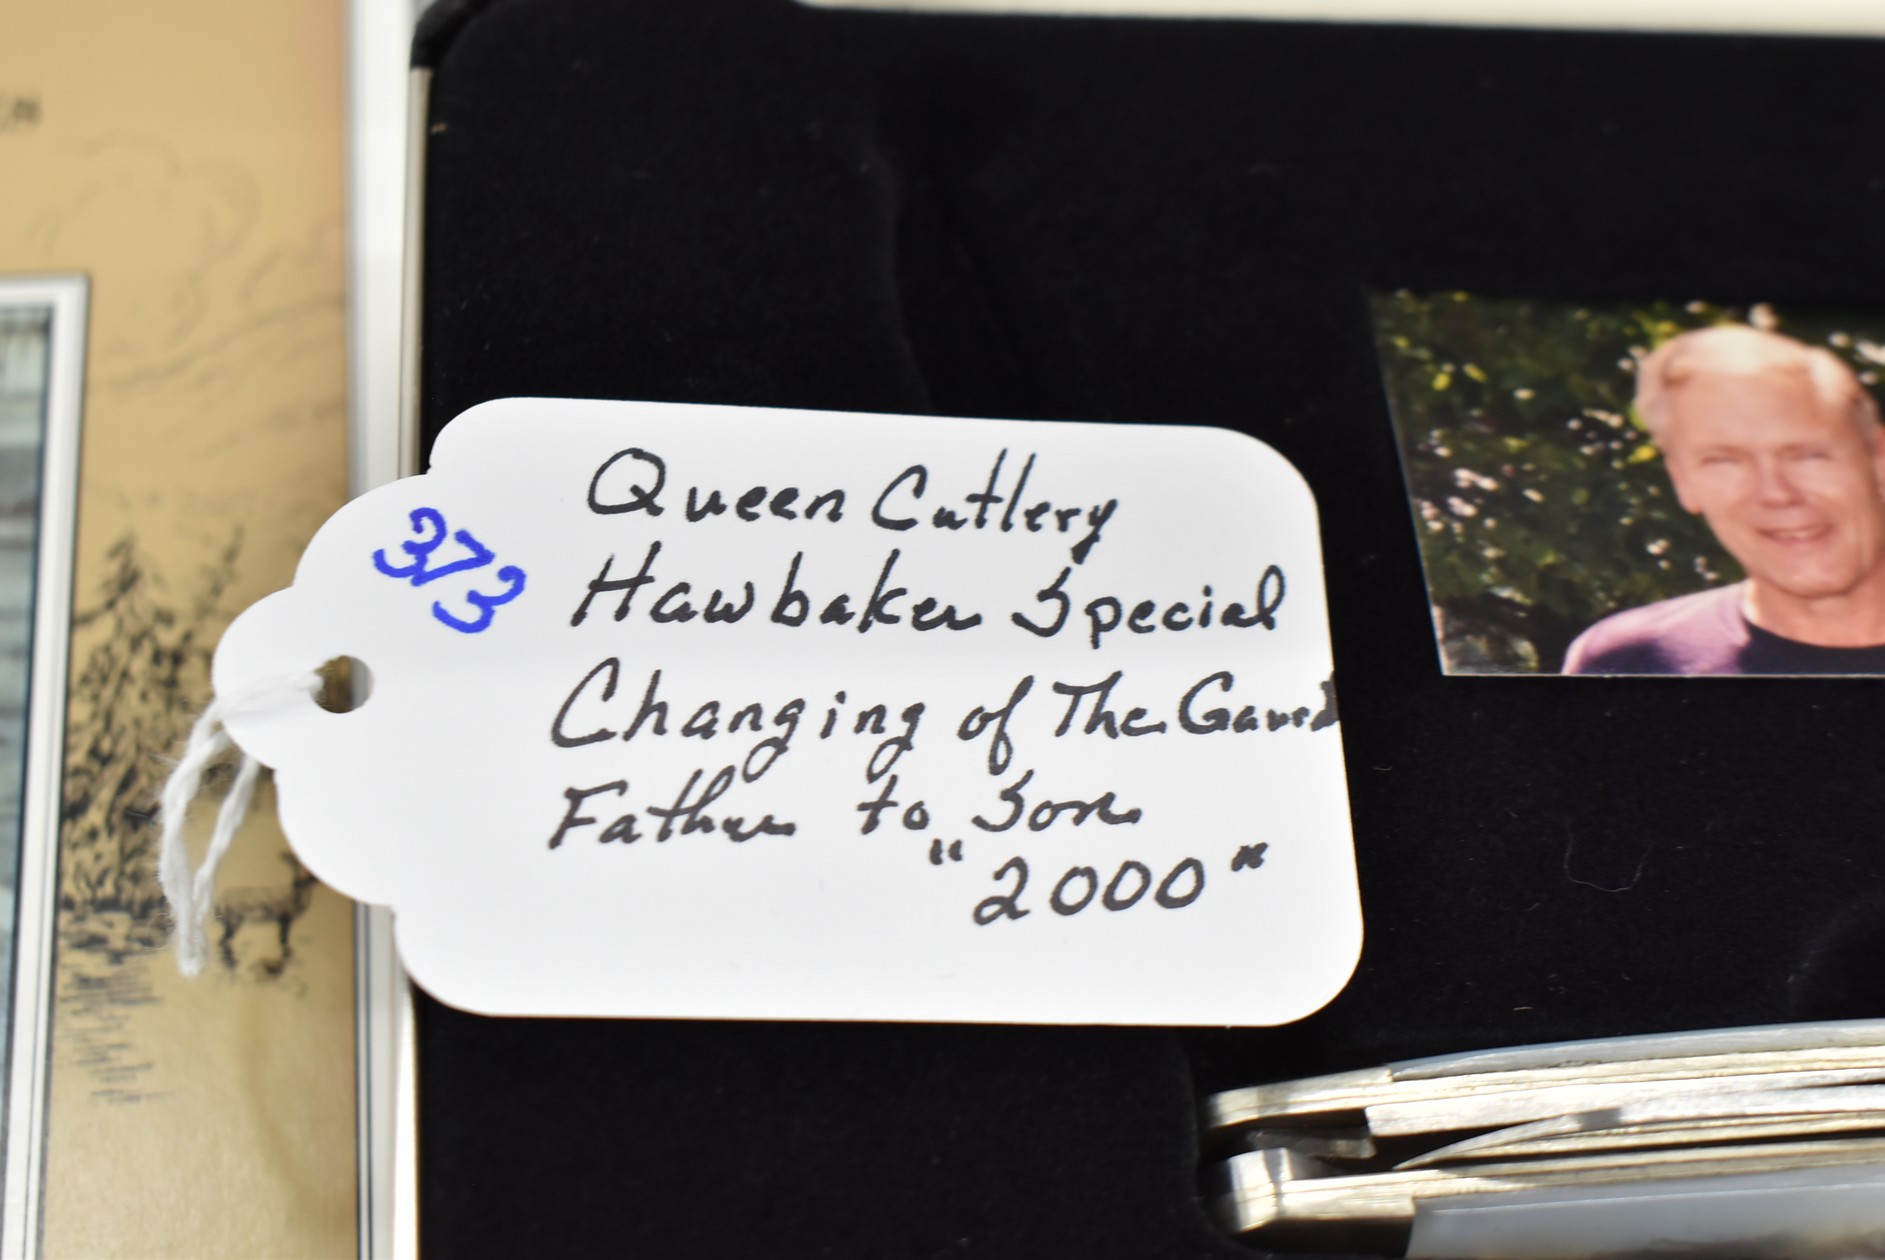 373
Queen Cutlery
Hawbaker Special
Changing of The Gaurd
Father to Son
"2000"